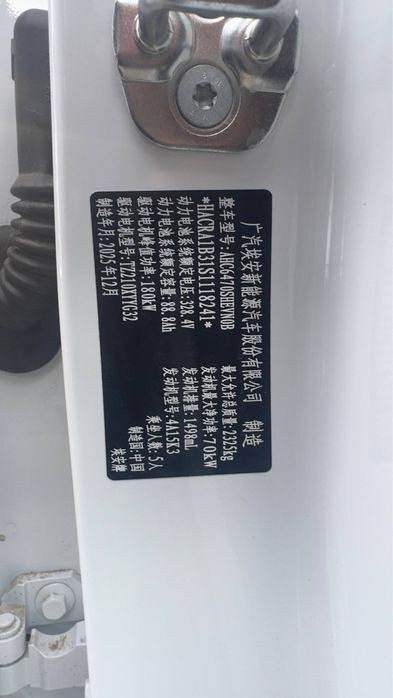 广汽埃安新能源汽车股份有限公司 制造
整车型号:AHC6470SHEVN0B 最大允许总质量:2325kg
*HACRA1B31S1118241* 发动机最大净功率:70kW
动力电池系统额定电压:328.4V 发动机排量:1498mL
动力电池系统额定容量:88.8Ah 发动机型号:4A15K3
驱动电机峰值功率:180kW 乘坐人数:5人
驱动电机型号:TZ210XYYG32 制造国:中国
制造年月:2025年12月 埃安牌